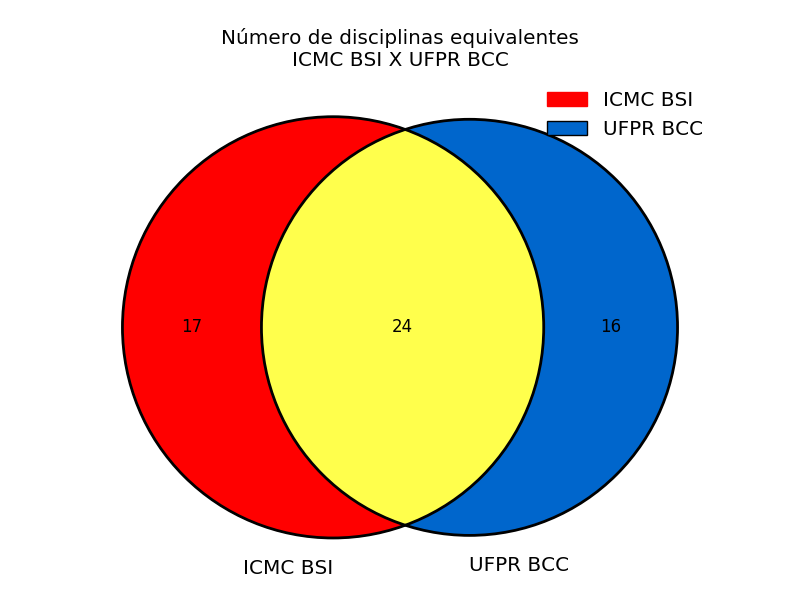 Número de disciplinas equivalentes
ICMC BSI X UFPR BCC
ICMC BSI
UFPR BCC
17
24
16
ICMC BSI
UFPR BCC